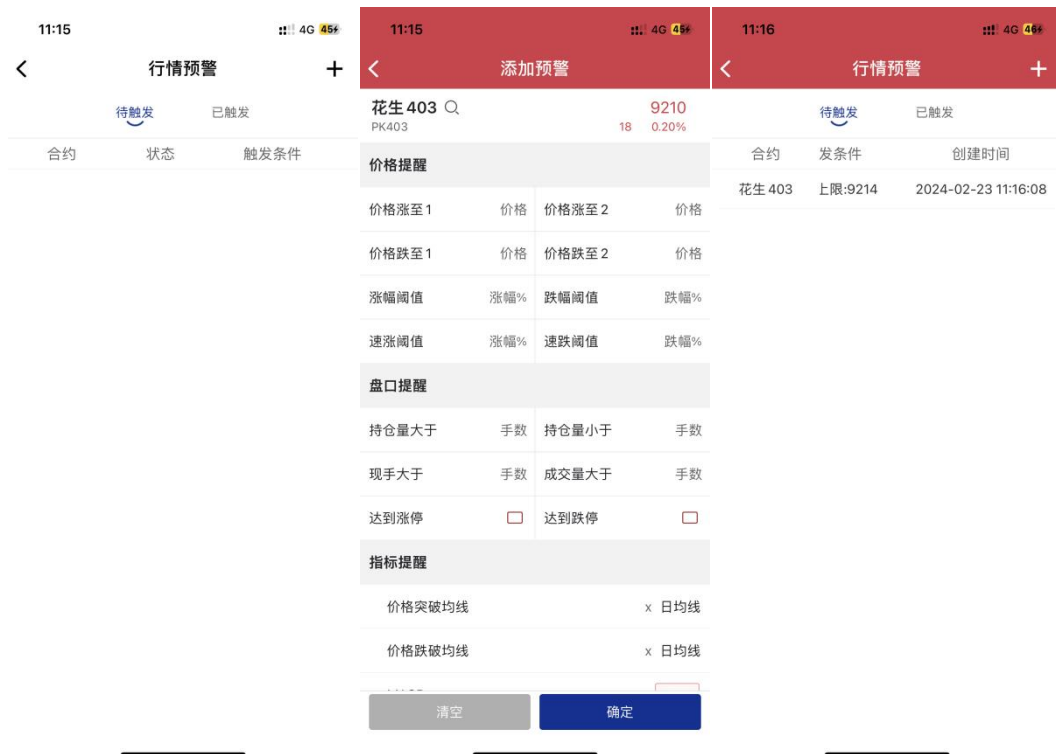 11:15 4G 45
行情预警
待触发 已触发
合约 状态 触发条件
11:15 4G 45
添加预警
花生 403 9210
PK403 18 0.20%
价格提醒
价格涨至 1 价格 价格涨至 2 价格
价格跌至 1 价格 价格跌至 2 价格
涨幅阈值 涨幅% 跌幅阈值 跌幅%
速涨阈值 涨幅% 速跌阈值 跌幅%
盘口提醒
持仓量大于 手数 持仓量小于 手数
现手大于 手数 成交量大于 手数
达到涨停 达到跌停
指标提醒
价格突破均线 x 日均线
价格跌破均线 x 日均线
清空 确定
11:16 4G 46
行情预警
待触发 已触发
合约 发条件 创建时间
花生 403 上限:9214 2024-02-23 11:16:08